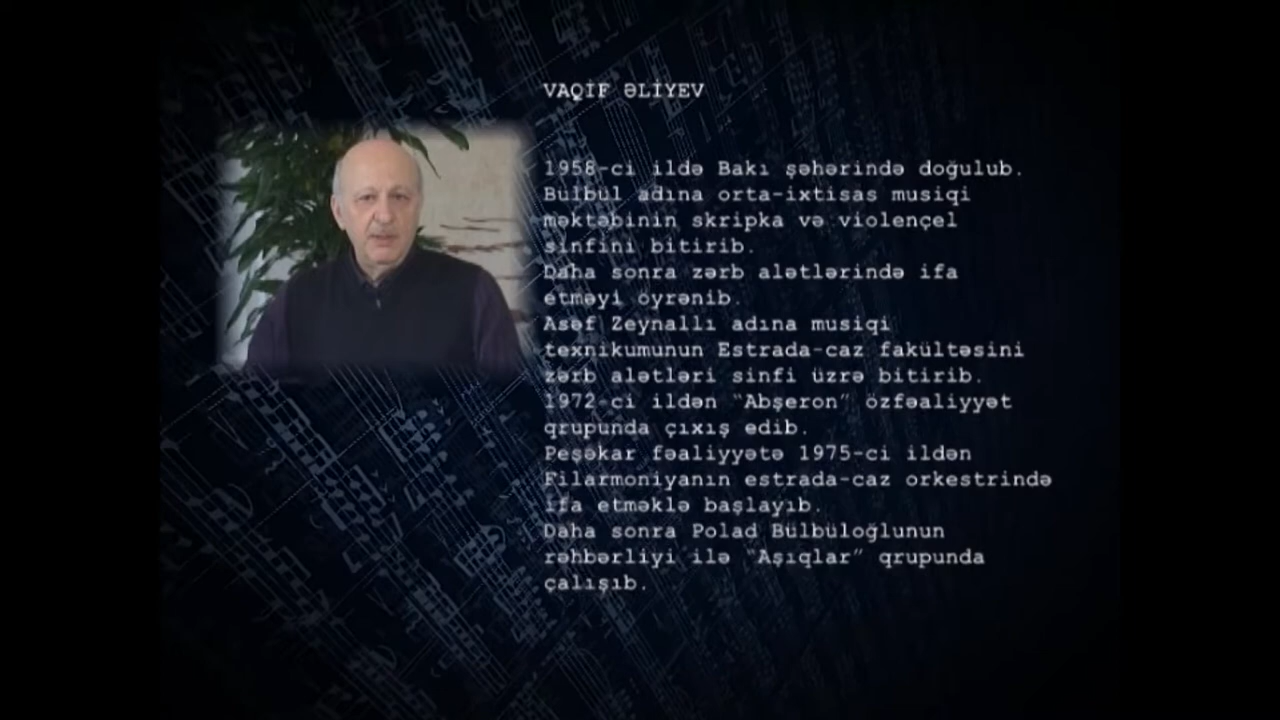 VAQİF ƏLİYEV
1958-ci ildə Bakı şəhərində doğulub.
Bülbül adına orta-ixtisas musiqi
məktəbinin skripka və violençel
sinfini bitirib.
Daha sonra zərb alətlərində ifa
etməyi öyrənib.
Asəf Zeynallı adına musiqi
texnikumunun Estrada-caz fakültəsini
zərb alətləri sinfi üzrə bitirib.
1972-ci ildən “Abşeron” özfəaliyyət
qrupunda çıxış edib.
Peşəkar fəaliyyətə 1975-ci ildən
Filarmoniyanın estrada-caz orkestrində
ifa etməklə başlayıb.
Daha sonra Polad Bülbüloğlunun
rəhbərliyi ilə “Aşıqlar” qrupunda
çalışıb.